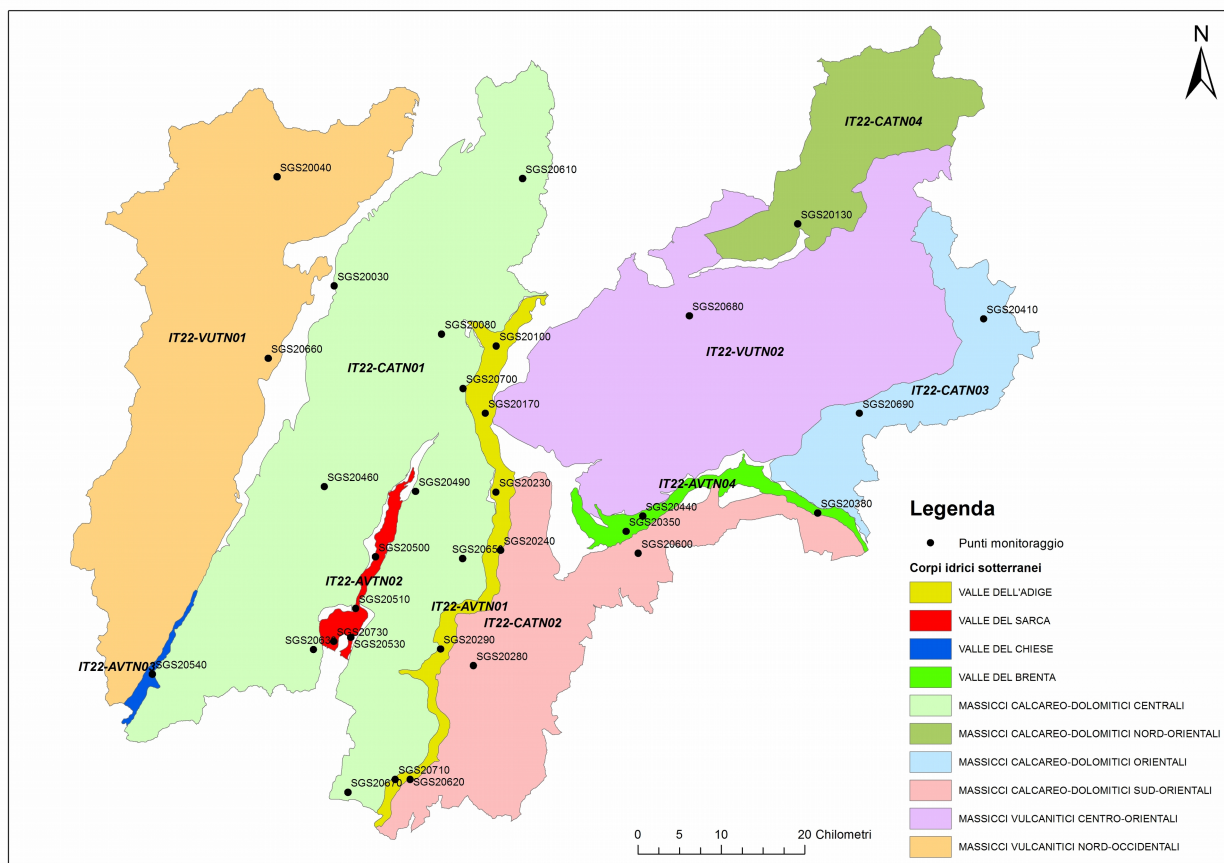 N
IT22-CATN04
SGS20040
SGS20610
SGS20130
SGS20030
SGS20680
SGS20410
SGS20080
SGS20100
IT22-VUTN01
IT22-VUTN02
SGS20660
IT22-CATN01
SGS20700
IT22-CATN03
SGS20170
SGS20690
SGS20460
SGS20490
SGS20230
IT22-AVTN04
SGS20440
SGS20380
SGS20350
SGS20240
SGS20600
SGS20500
SGS20650
IT22-AVTN02
SGS20510
IT22-AVTN01
IT22-CATN02
SGS20730
SGS20530
SGS20290
SGS20280
IT22-AVTN03
SGS20540
SGS20710
SGS20620
SGS20670
Legenda
Punti monitoraggio
Corpi idrici sotterranei
VALLE DELL'ADIGE
VALLE DEL SARCA
VALLE DEL CHIESE
VALLE DEL BRENTA
MASSICCI CALCAREO-DOLOMITICI CENTRALI
MASSICCI CALCAREO-DOLOMITICI NORD-ORIENTALI
MASSICCI CALCAREO-DOLOMITICI ORIENTALI
MASSICCI CALCAREO-DOLOMITICI SUD-ORIENTALI
MASSICCI VULCANITICI CENTRO-ORIENTALI
MASSICCI VULCANITICI NORD-OCCIDENTALI
0 5 10 20 Chilometri